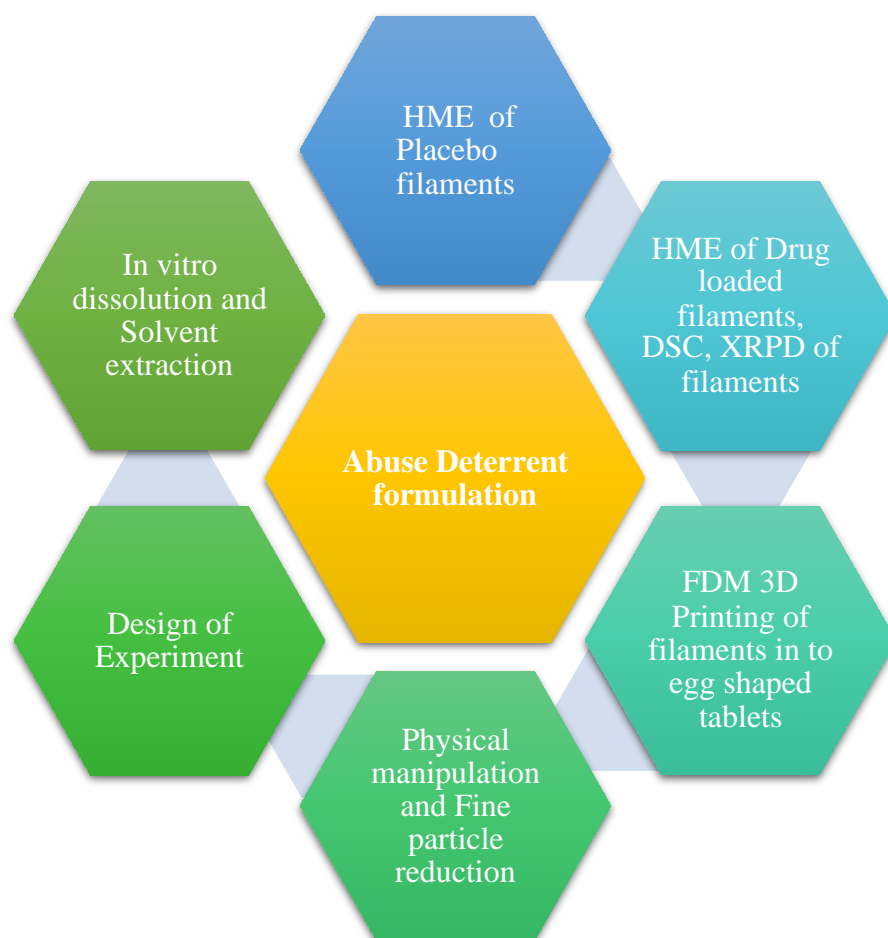 HME of
Placebo
filaments
HME of Drug
loaded
filaments,
DSC, XRPD of
filaments
FDM 3D
Printing of
filaments in to
egg shaped
tablets
Physical
manipulation
and Fine
particle
reduction
Design of
Experiment
In vitro
dissolution and
Solvent
extraction
Abuse Deterrent
formulation